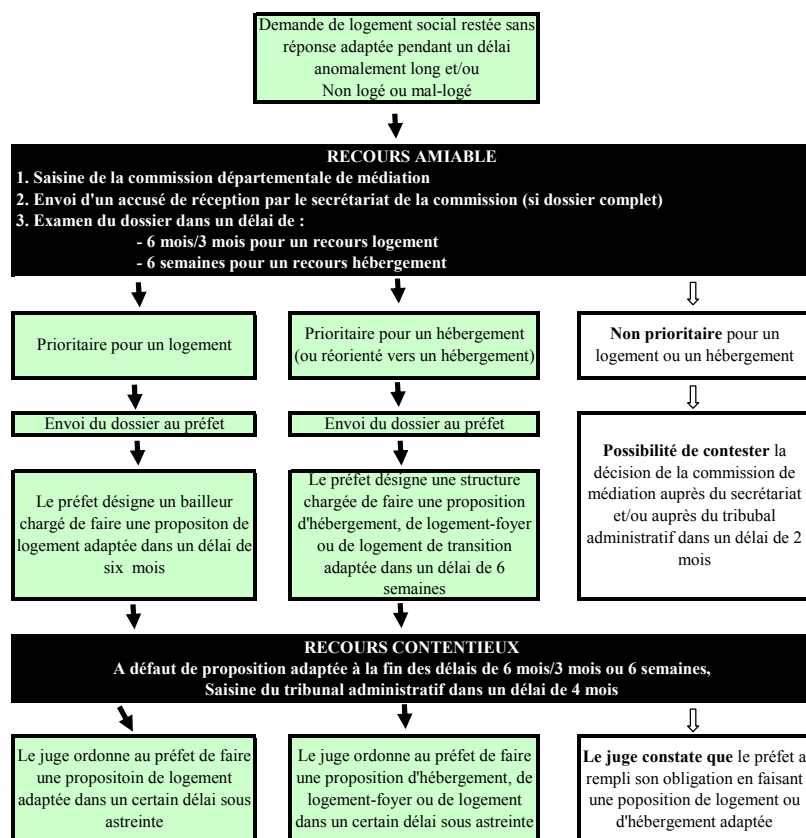 Demande de logement social restée sans
réponse adaptée pendant un délai
anomalement long et/ou
Non logé ou mal-logé
RECOURS AMIABLE
1. Saisine de la commission départementale de médiation
2. Envoi d'un accusé de réception par le secrétariat de la commission (si dossier complet)
3. Examen du dossier dans un délai de :
- 6 mois/3 mois pour un recours logement
- 6 semaines pour un recours hébergement
Prioritaire pour un logement
Prioritaire pour un hébergement
(ou réorienté vers un hébergement)
Non prioritaire pour un
logement ou un hébergement
Envoi du dossier au préfet
Envoi du dossier au préfet
Le préfet désigne un bailleur
chargé de faire une propositon de
logement adaptée dans un délai de
six mois
Le préfet désigne une structure
chargée de faire une proposition
d'hébergement, de logement-foyer
ou de logement de transition
adaptée dans un délai de 6
semaines
Possibilité de contester la
décision de la commission de
médiation auprès du secrétariat
et/ou auprès du tribubal
administratif dans un délai de 2
mois
RECOURS CONTENTIEUX
A défaut de proposition adaptée à la fin des délais de 6 mois/3 mois ou 6 semaines,
Saisine du tribunal administratif dans un délai de 4 mois
Le juge ordonne au préfet de faire
une propositoin de logement
adaptée dans un certain délai sous
astreinte
Le juge ordonne au préfet de faire
une proposition d'hébergement, de
logement-foyer ou de logement
dans un certain délai sous astreinte
Le juge constate que le préfet a
rempli son obligation en faisant
une poposition de logement ou
d'hébergement adaptée